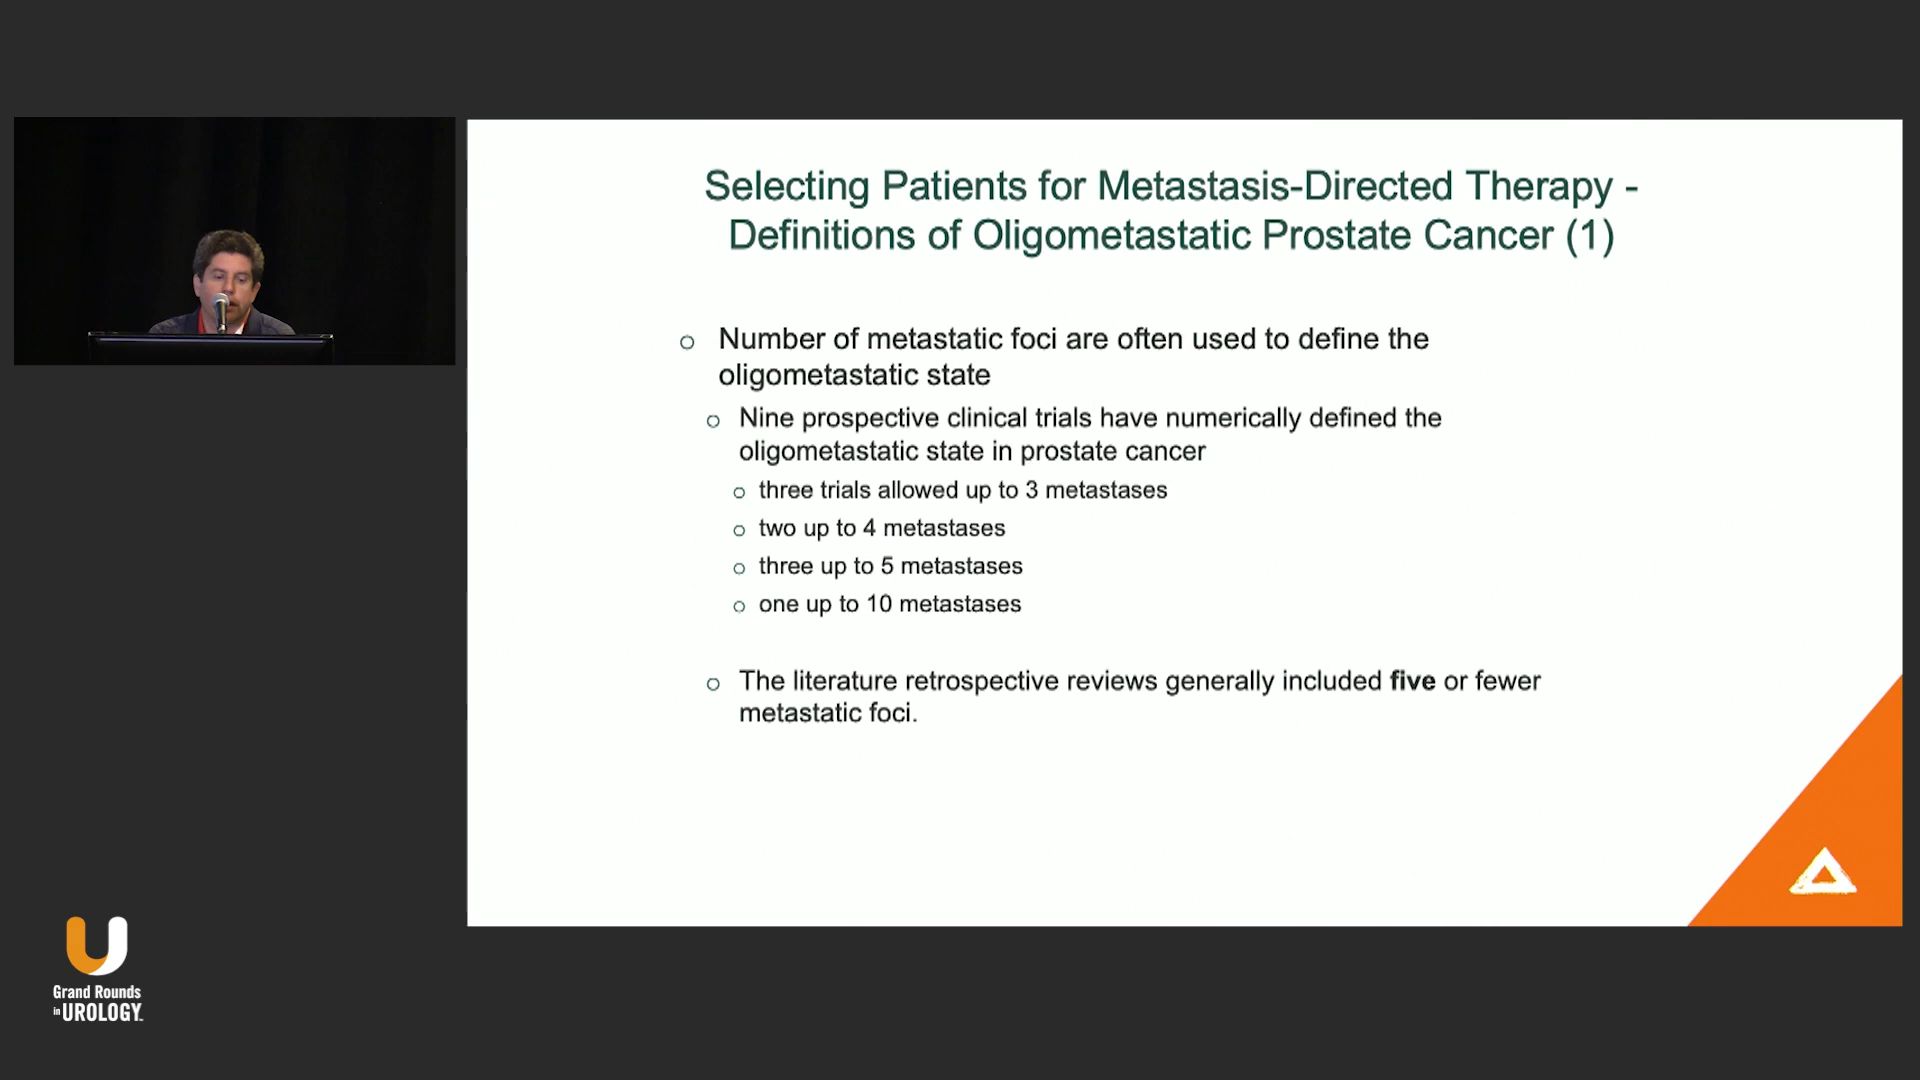 Selecting Patients for Metastasis-Directed Therapy -
Definitions of Oligometastatic Prostate Cancer (1)
Number of metastatic foci are often used to define the
oligometastatic state
Nine prospective clinical trials have numerically defined the
oligometastatic state in prostate cancer
three trials allowed up to 3 metastases
two up to 4 metastases
three up to 5 metastases
one up to 10 metastases
The literature retrospective reviews generally included five or fewer
metastatic foci.
Grand Rounds
in UROLOGY